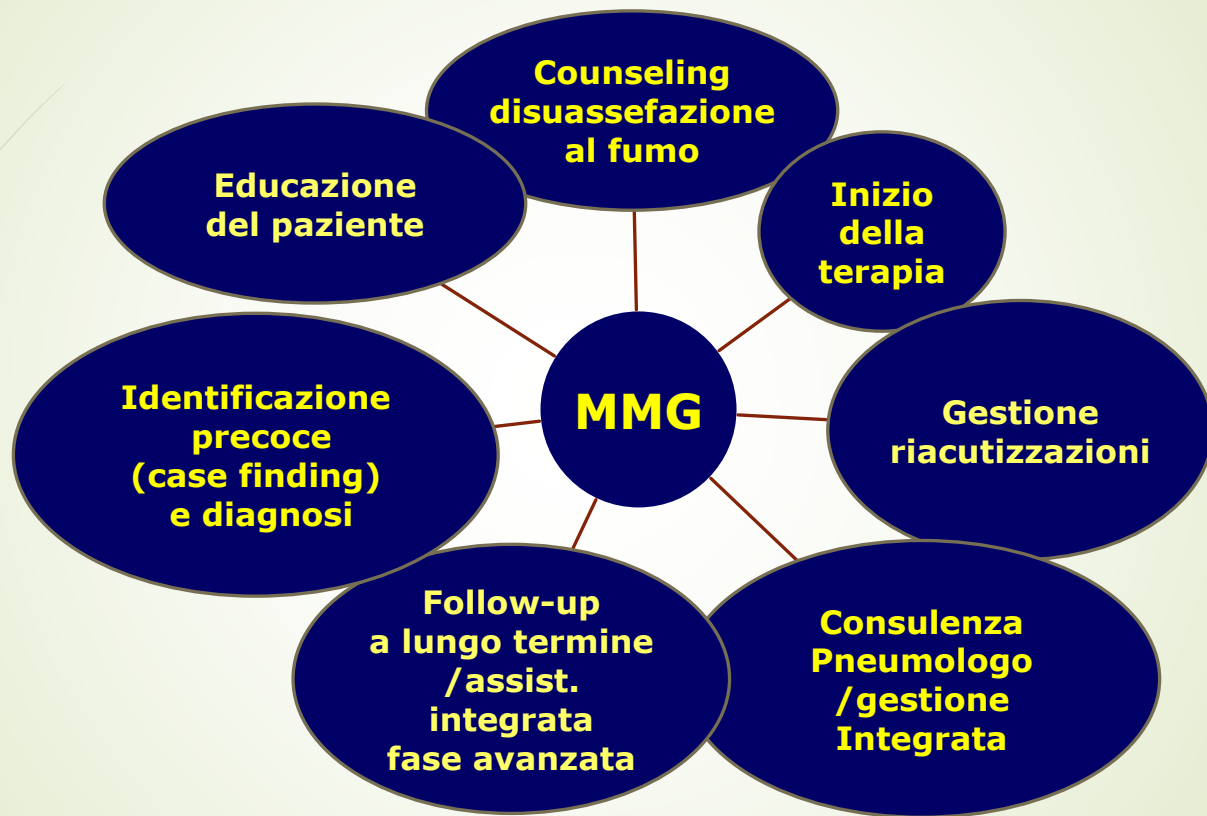 Counseling
disuassefazione
al fumo
Educazione
del paziente
Inizio
della
terapia
Identificazione
precoce
(case finding)
e diagnosi
MMG
Gestione
riacutizzazioni
Follow-up
a lungo termine
/assist.
integrata
fase avanzata
Consulenza
Pneumologo
/gestione
Integrata